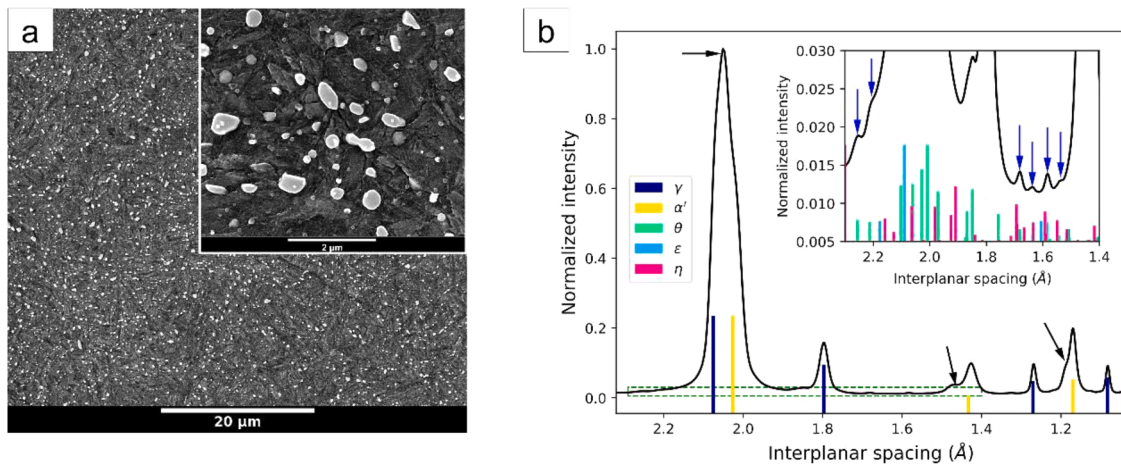 a
2 μm
20 μm
b
Normalized intensity
1.0
0.8
0.6
0.4
0.2
0.0
2.2
2.0
1.8
1.6
1.4
1.2
Interplanar spacing (Å)
γ
α'
θ
ε
η
Normalized intensity
0.030
0.025
0.020
0.015
0.010
0.005
2.2
2.0
1.8
1.6
1.4
Interplanar spacing (Å)